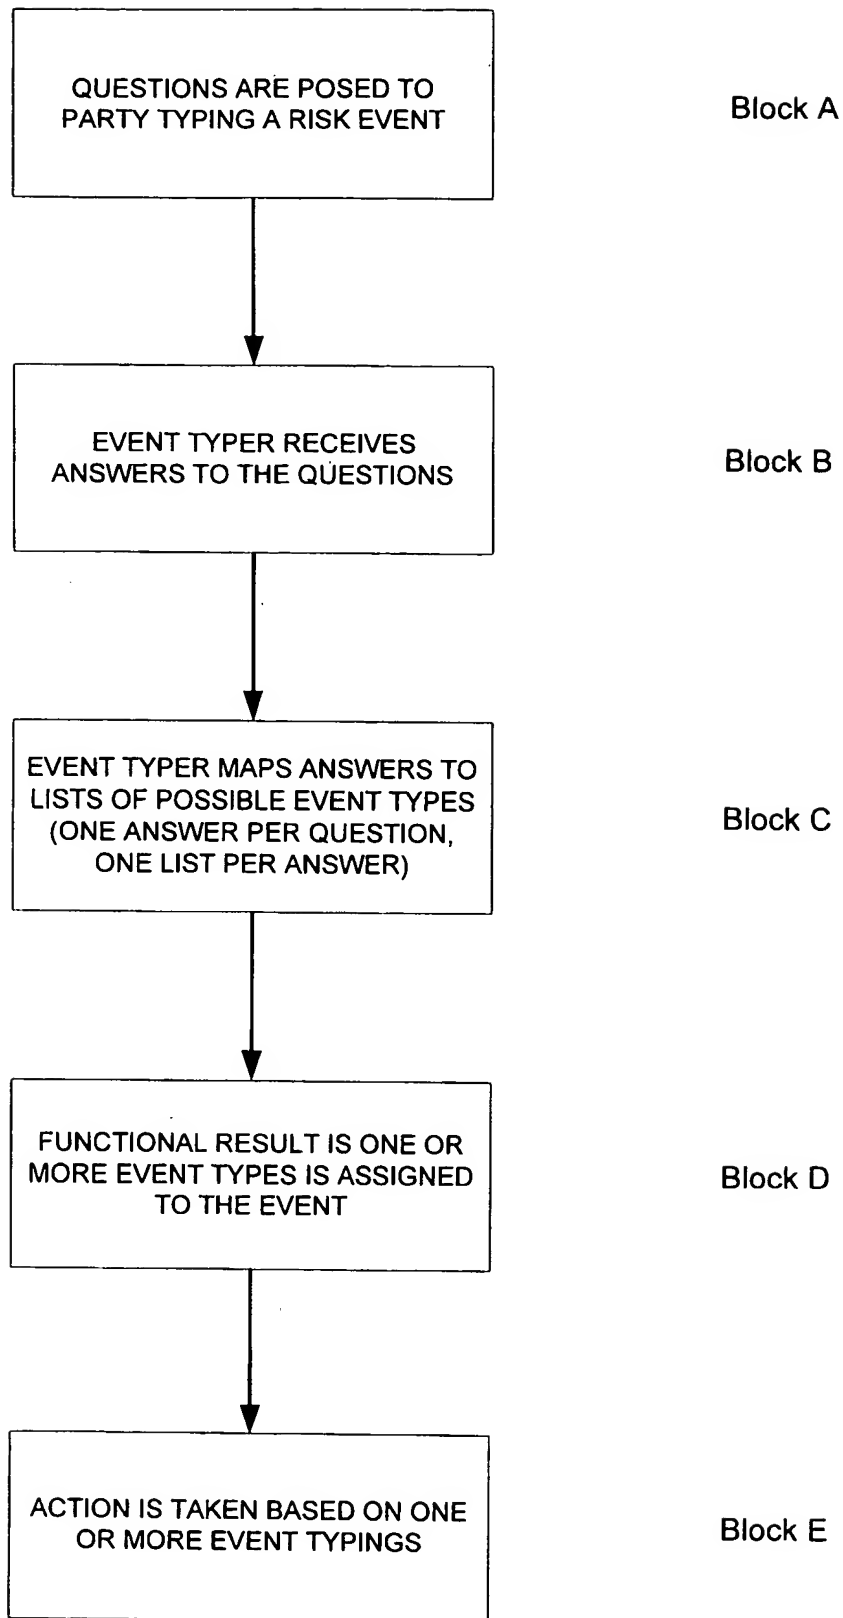 QUESTIONS ARE POSED TO
PARTY TYPING A RISK EVENT
Block A
EVENT TYPER RECEIVES
ANSWERS TO THE QUESTIONS
Block B
EVENT TYPER MAPS ANSWERS TO
LISTS OF POSSIBLE EVENT TYPES
(ONE ANSWER PER QUESTION,
ONE LIST PER ANSWER)
Block C
FUNCTIONAL RESULT IS ONE OR
MORE EVENT TYPES IS ASSIGNED
TO THE EVENT
Block D
ACTION IS TAKEN BASED ON ONE
OR MORE EVENT TYPINGS
Block E